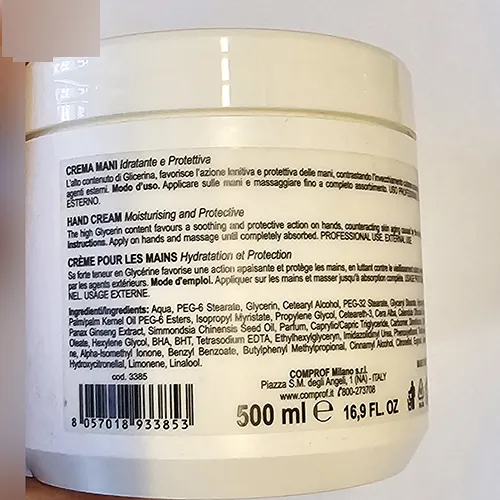 CREMA MANI Idratante e Protettiva
L'alto contenuto di Glicerina, favorisce l'azione lenitiva e protettiva delle mani, contrastando
agenti esterni. Modo d'uso. Applicare sulle mani e massaggiare fino a completo assorbimento. USO
ESTERNO.
HAND CREAM Moisturising and Protective
The high Glycerin content favours a soothing and protective action on hands, counteracting skin aging
Instructions. Apply on hands and massage until completely absorbed. PROFESSIONAL USE. EXTERNAL USE.
CRÈME POUR LES MAINS Hydratation et Protection
Sa forte teneur en Glycérine favorise une action apaisante et protège les mains, en luttant contre le vieillissement
par les agents extérieurs. Mode d'emploi. Appliquer sur les mains et masser jusqu'à absorption complète.
NEL. USAGE EXTERNE.
Ingredienti/Ingredients: Aqua, PEG-6 Stearate, Glycerin, Cetearyl Alcohol, PEG-32 Stearate,
Palm/palm Kernel Oil PEG-6 Esters, Isopropyl Myristate, Propylene Glycol, Ceteareth-3, Cera Alba,
Panax Ginseng Extract, Simmondsia Chinensis Seed Oil, Parfum, Caprylic/Capric Triglyceride,
Oleate, Hexylene Glycol, BHA, BHT, Tetrasodium EDTA, Ethylhexylglycerin, Imidazolidinyl Urea,
ne, Alpha-Isomethyl Ionone, Benzyl Benzoate, Butylphenyl Methylpropional, Cinnamyl Alcohol, Citronellol,
Hydroxycitronellal, Limonene, Linalool.
cod. 3385
8 057018 933853
COMPROF Milano s.r.l.
Piazza S.M. degli Angeli, 1 (NA) - ITALY
www.comprof.it 800-273708
500 ml e 16,9 FL. OZ